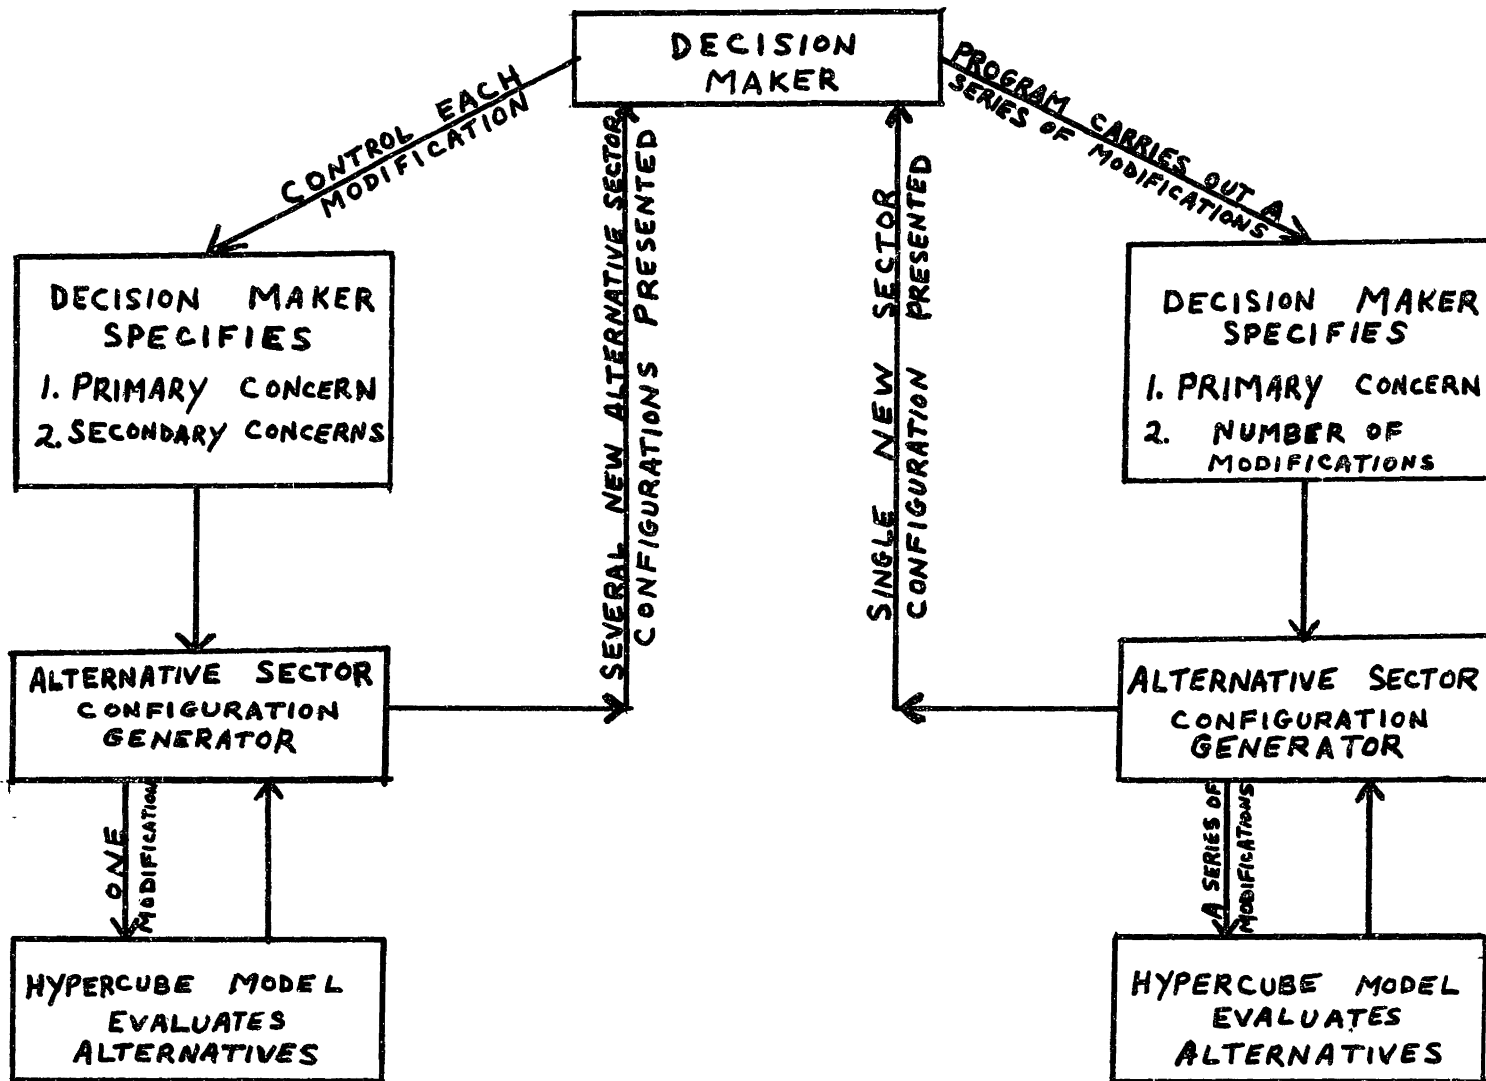 DECISION
MAKER
CONTROL EACH
MODIFICATION
PROGRAM CARRIES OUT A
SERIES OF MODIFICATIONS
SEVERAL NEW ALTERNATIVE SECTOR
CONFIGURATIONS PRESENTED
SINGLE NEW SECTOR
CONFIGURATION PRESENTED
DECISION MAKER
SPECIFIES
1. PRIMARY CONCERN
2. SECONDARY CONCERNS
DECISION MAKER
SPECIFIES
1. PRIMARY CONCERN
2. NUMBER OF
MODIFICATIONS
ALTERNATIVE SECTOR
CONFIGURATION
GENERATOR
ALTERNATIVE SECTOR
CONFIGURATION
GENERATOR
ONE
MODIFICATION
A SERIES OF
MODIFICATIONS
HYPERCUBE MODEL
EVALUATES
ALTERNATIVES
HYPERCUBE MODEL
EVALUATES
ALTERNATIVES